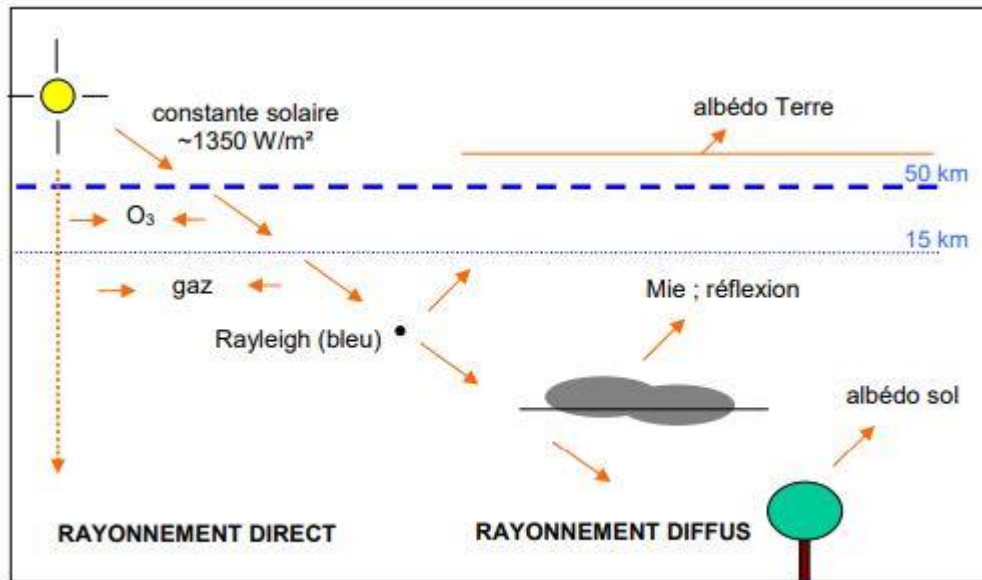 constante solaire
~1350 W/m²
albédo Terre
50 km
O₃
15 km
gaz
Mie ; réflexion
Rayleigh (bleu)
albédo sol
RAYONNEMENT DIRECT
RAYONNEMENT DIFFUS